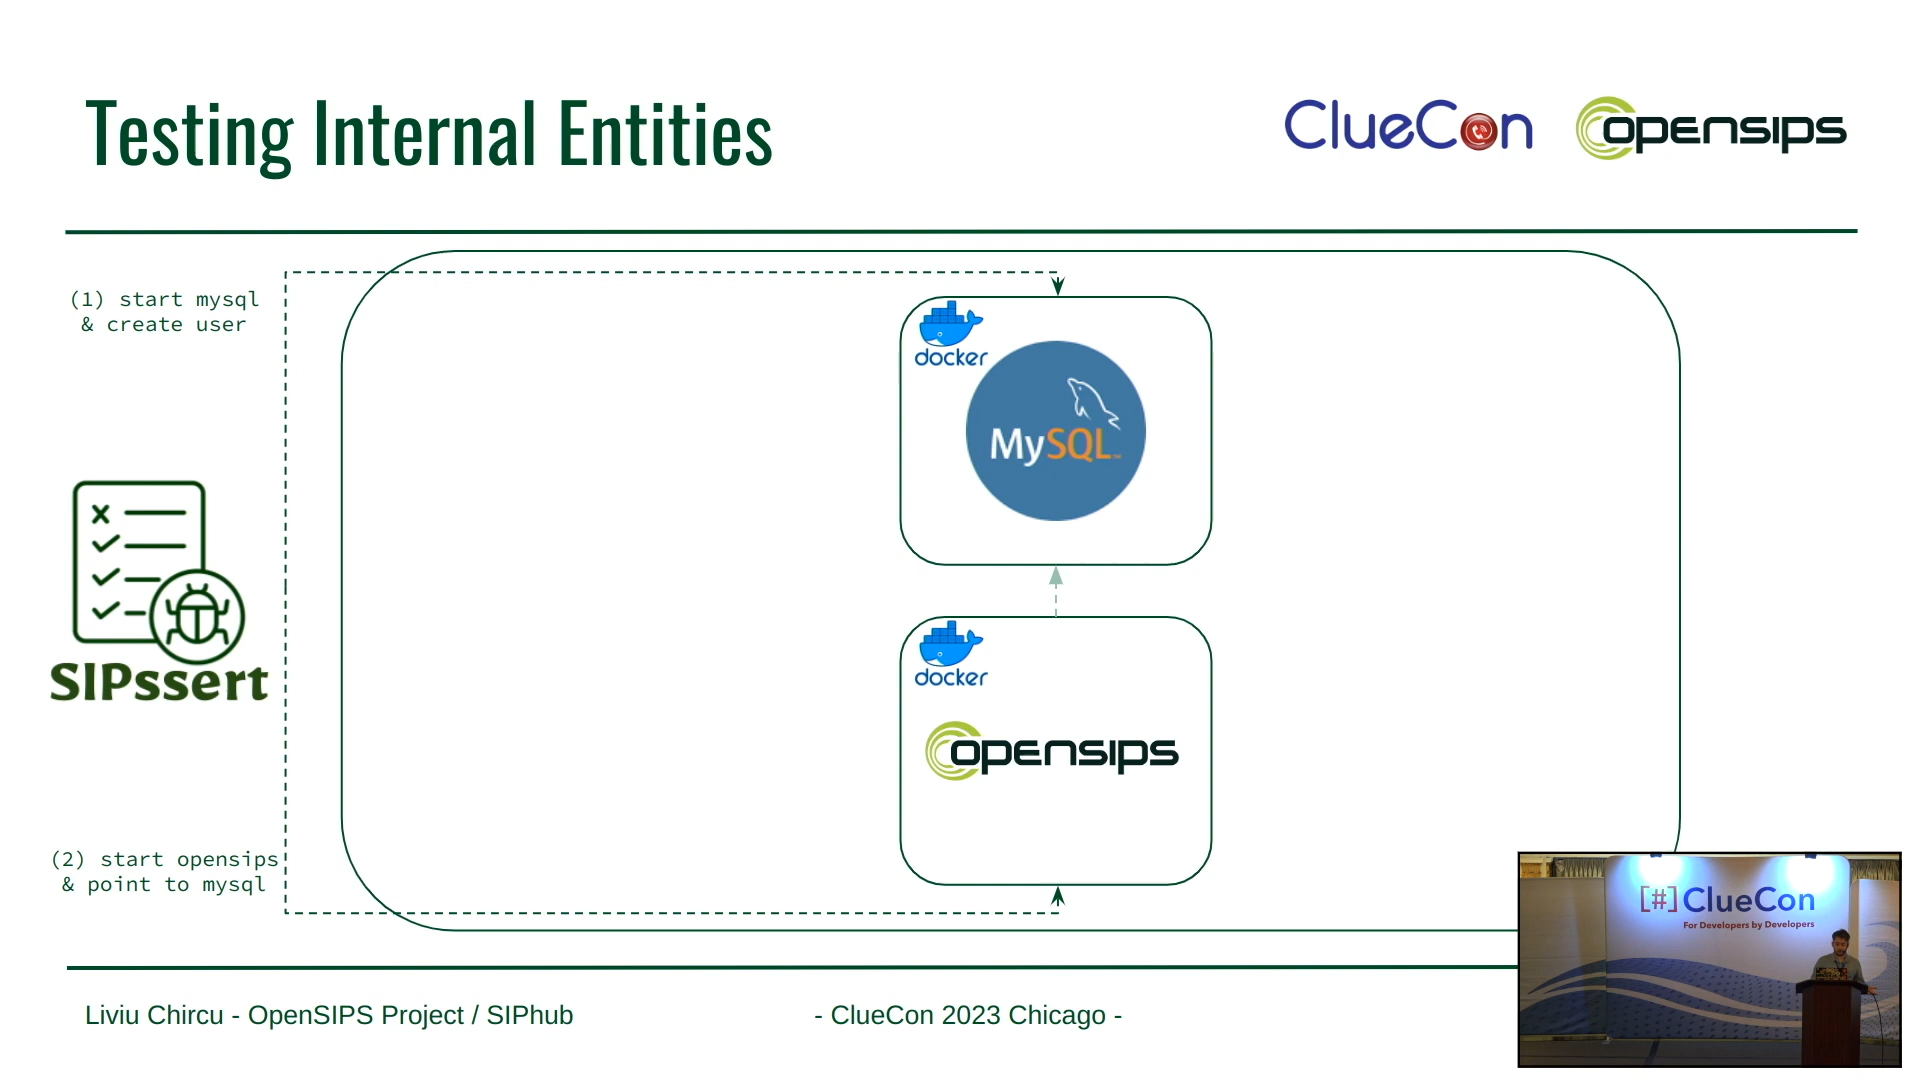 Testing Internal Entities
ClueCon
opensips
(1) start mysql
& create user
docker
MySQL
SIPssert
docker
opensips
(2) start opensips
& point to mysql
[#] ClueCon
For Developers by Developers
Liviu Chircu - OpenSIPS Project / SIPhub
- ClueCon 2023 Chicago -